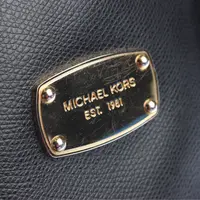 MICHAEL KORS
EST. 1981